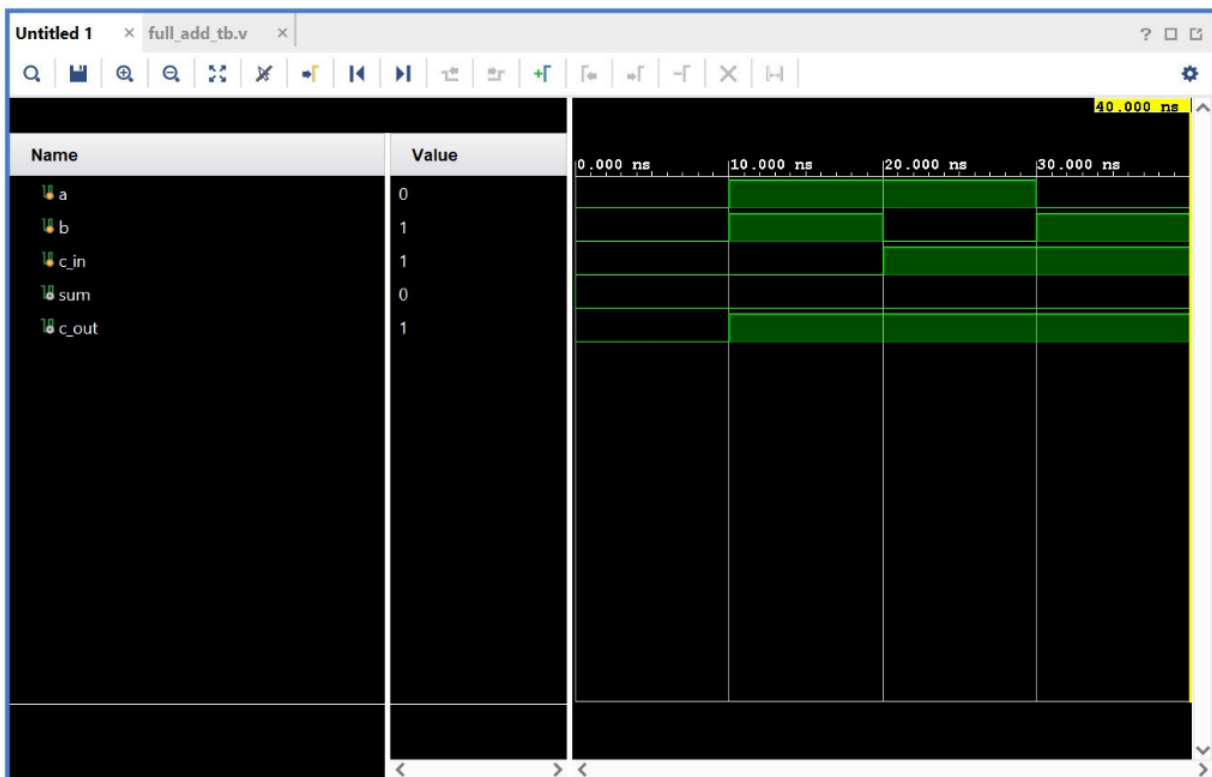 Untitled 1 × full_add_tb.v ×
40.000 ns
Name Value
0.000 ns 10.000 ns 20.000 ns 30.000 ns
a 0
b 1
c_in 1
sum 0
c_out 1